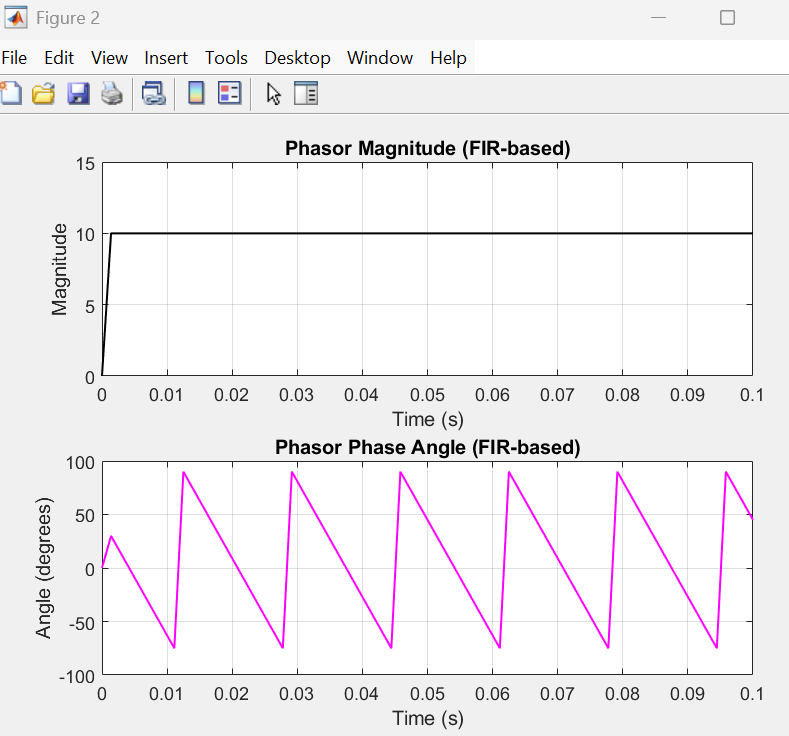 Figure 2
File Edit View Insert Tools Desktop Window Help
Phasor Magnitude (FIR-based)
15
10
5
0
Magnitude
0 0.01 0.02 0.03 0.04 0.05 0.06 0.07 0.08 0.09 0.1
Time (s)
Phasor Phase Angle (FIR-based)
100
50
0
-50
-100
Angle (degrees)
0 0.01 0.02 0.03 0.04 0.05 0.06 0.07 0.08 0.09 0.1
Time (s)